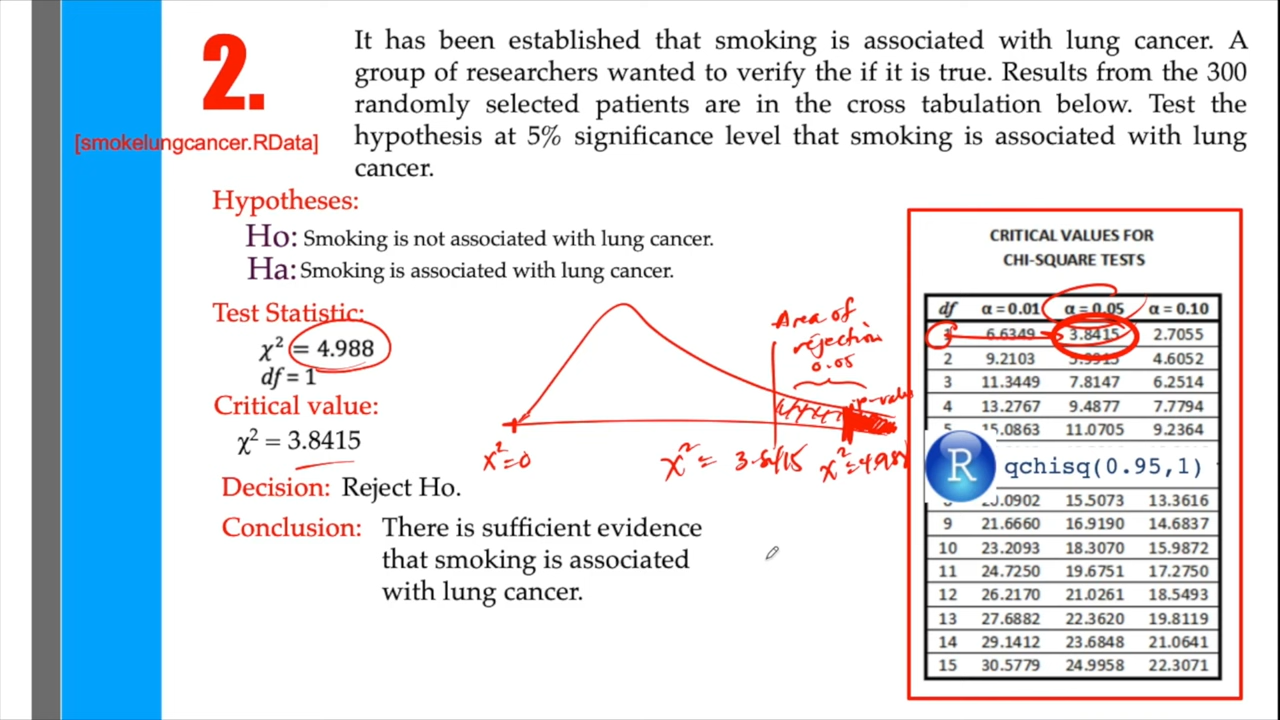 2.
[smokelungcancer.RData]
It has been established that smoking is associated with lung cancer. A
group of researchers wanted to verify the if it is true. Results from the 300
randomly selected patients are in the cross tabulation below. Test the
hypothesis at 5% significance level that smoking is associated with lung
cancer.
Hypotheses:
Ho: Smoking is not associated with lung cancer.
Ha: Smoking is associated with lung cancer.
Test Statistic:
χ² = 4.988
df = 1
Critical value:
χ² = 3.8415
Decision: Reject Ho.
Conclusion: There is sufficient evidence
that smoking is associated
with lung cancer.
Area of
rejection
0.05
p-value
χ²=0
χ² = 3.8415
χ²=4.988
CRITICAL VALUES FOR
CHI-SQUARE TESTS
df α = 0.01 α = 0.05 α = 0.10
1 6.6349 3.8415 2.7055
2 9.2103 5.9915 4.6052
3 11.3449 7.8147 6.2514
4 13.2767 9.4877 7.7794
5 15.0863 11.0705 9.2364
R qchisq(0.95,1)
20.0902 15.5073 13.3616
9 21.6660 16.9190 14.6837
10 23.2093 18.3070 15.9872
11 24.7250 19.6751 17.2750
12 26.2170 21.0261 18.5493
13 27.6882 22.3620 19.8119
14 29.1412 23.6848 21.0641
15 30.5779 24.9958 22.3071